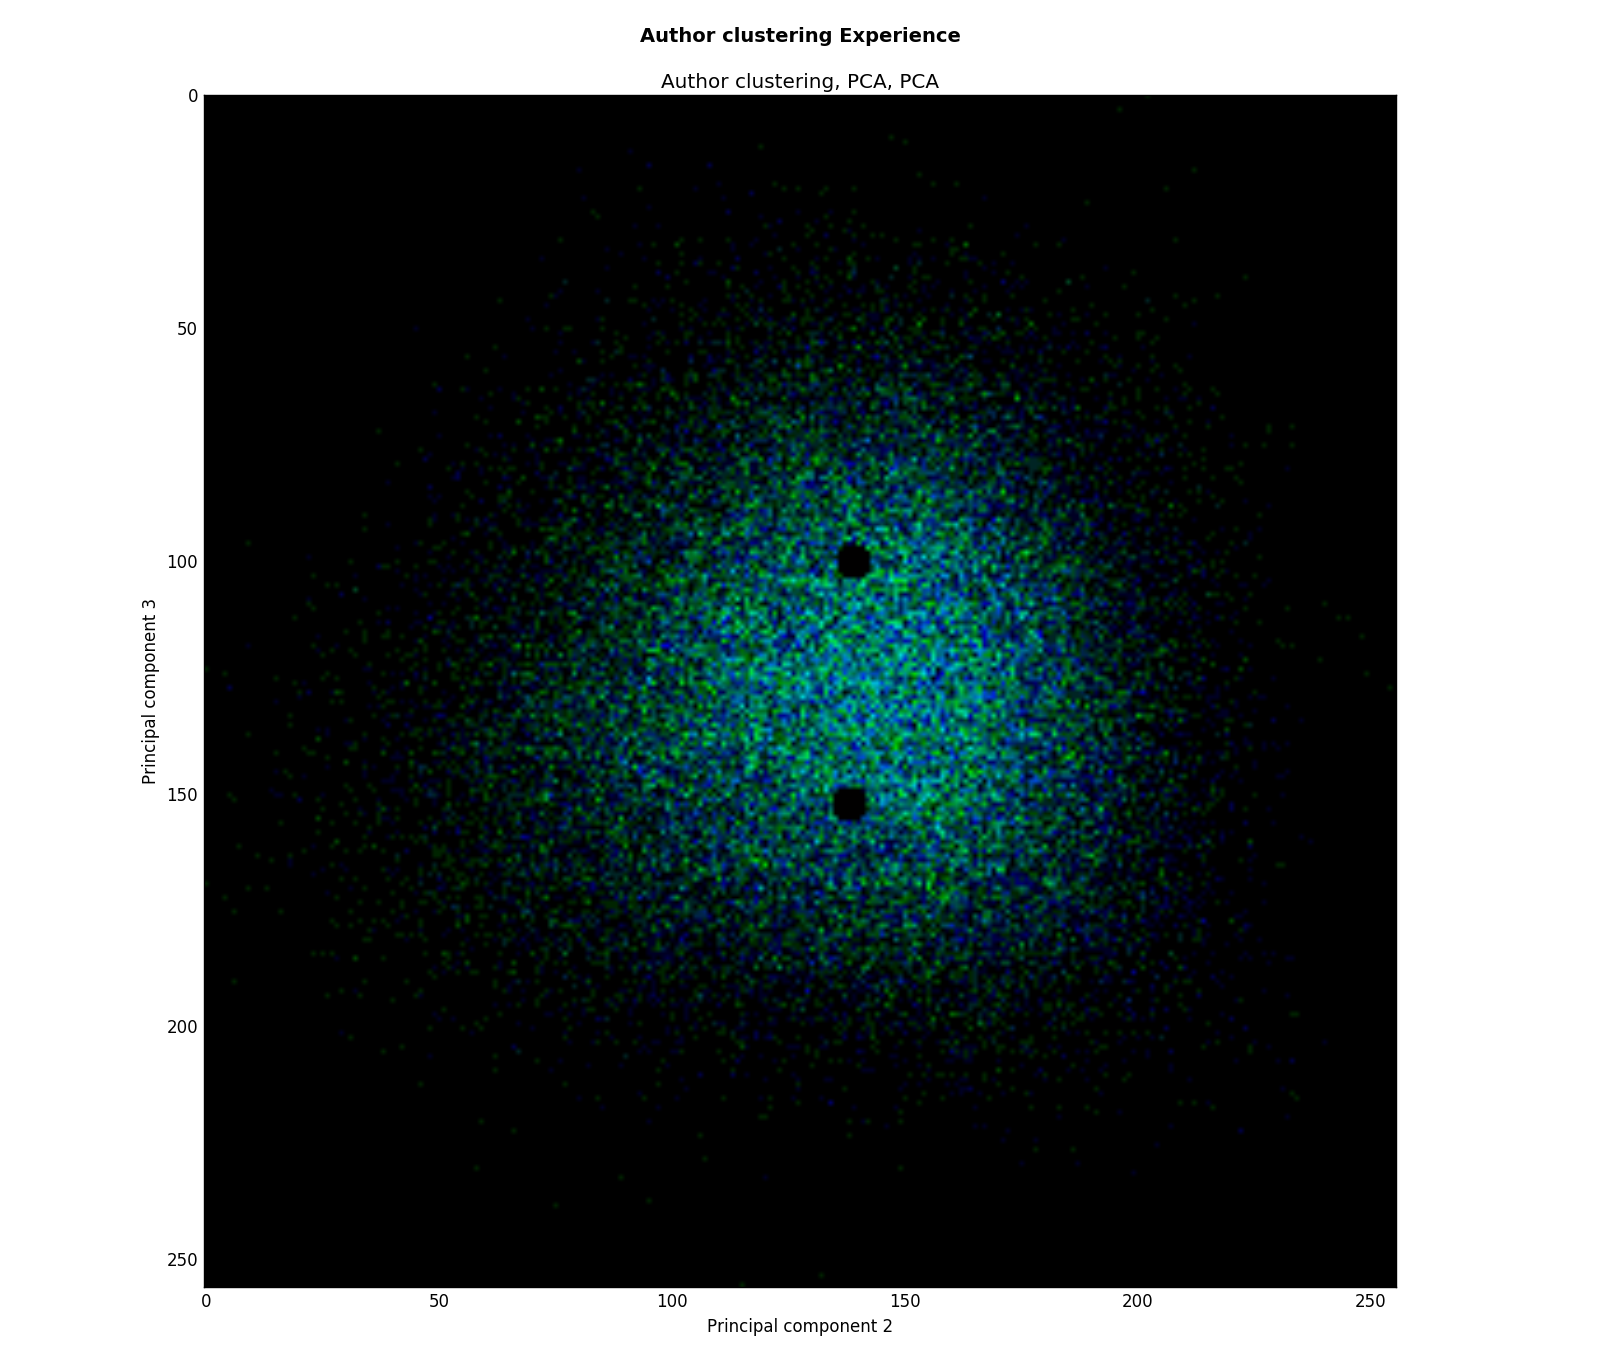 Author clustering Experience
Author clustering, PCA, PCA
0
50
100
150
200
250
Principal component 3
0 50 100 150 200 250
Principal component 2